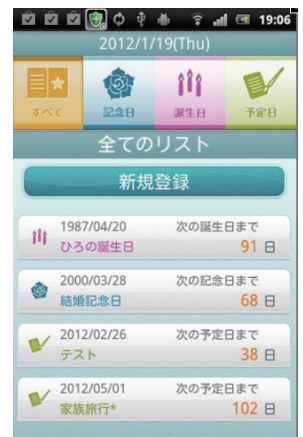 19:06
2012/1/19(Thu)
すべて 記念日 誕生日 予定日
全てのリスト
新規登録
1987/04/20 次の誕生日まで
ひろの誕生日 91 日
2000/03/28 次の記念日まで
結婚記念日 68 日
2012/02/26 次の予定日まで
テスト 38 日
2012/05/01 次の予定日まで
家族旅行* 102 日